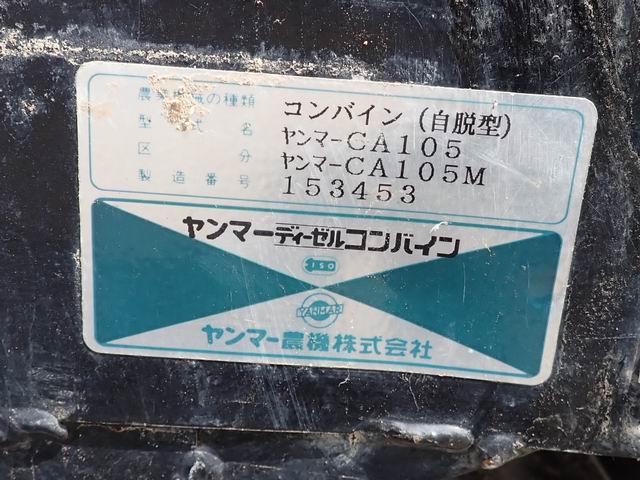 農業機械の種類 コンバイン (自脱型)
型式名 ヤンマーCA105
区分 ヤンマーCA105M
製造番号 153453
ヤンマーディーゼルコンバイン
ISO
YANMAR
ヤンマー農機株式会社